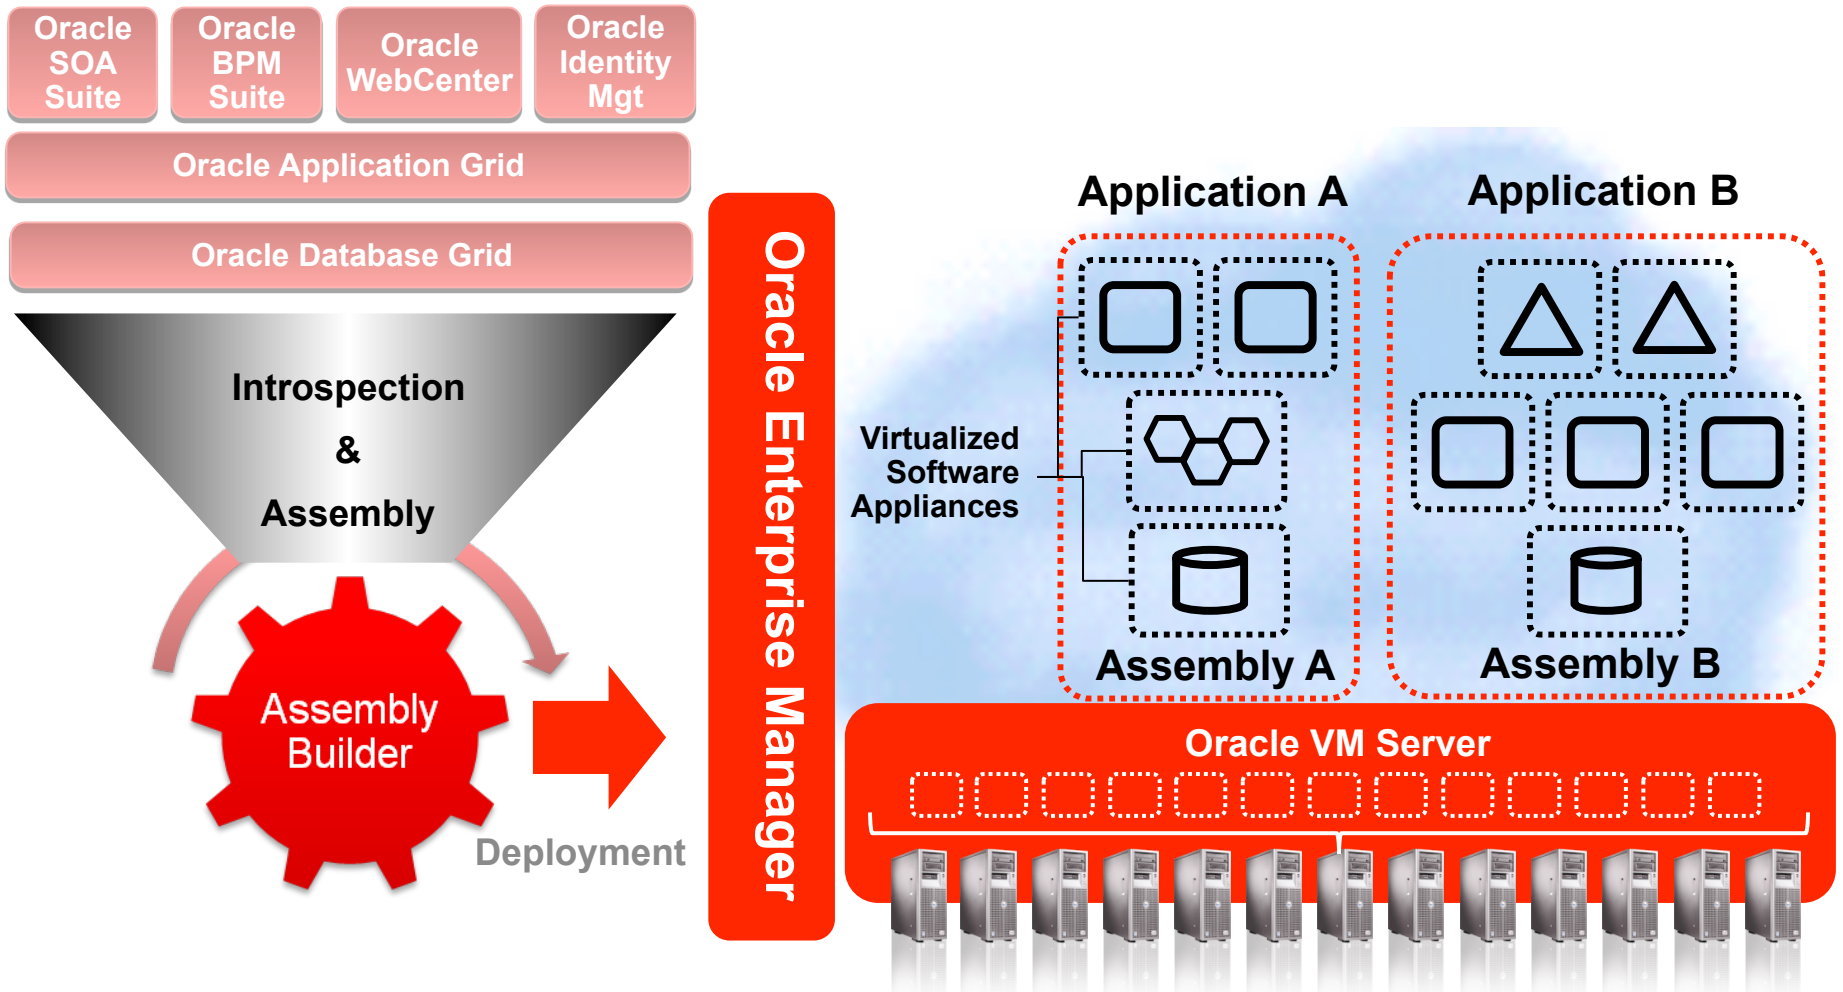 Oracle
SOA
Suite
Oracle
BPM
Suite
Oracle
WebCenter
Oracle
Identity
Mgt
Oracle Application Grid
Oracle Database Grid
Introspection
&
Assembly
Assembly
Builder
Deployment
Oracle Enterprise Manager
Application A
Application B
Virtualized
Software
Appliances
Assembly A
Assembly B
Oracle VM Server